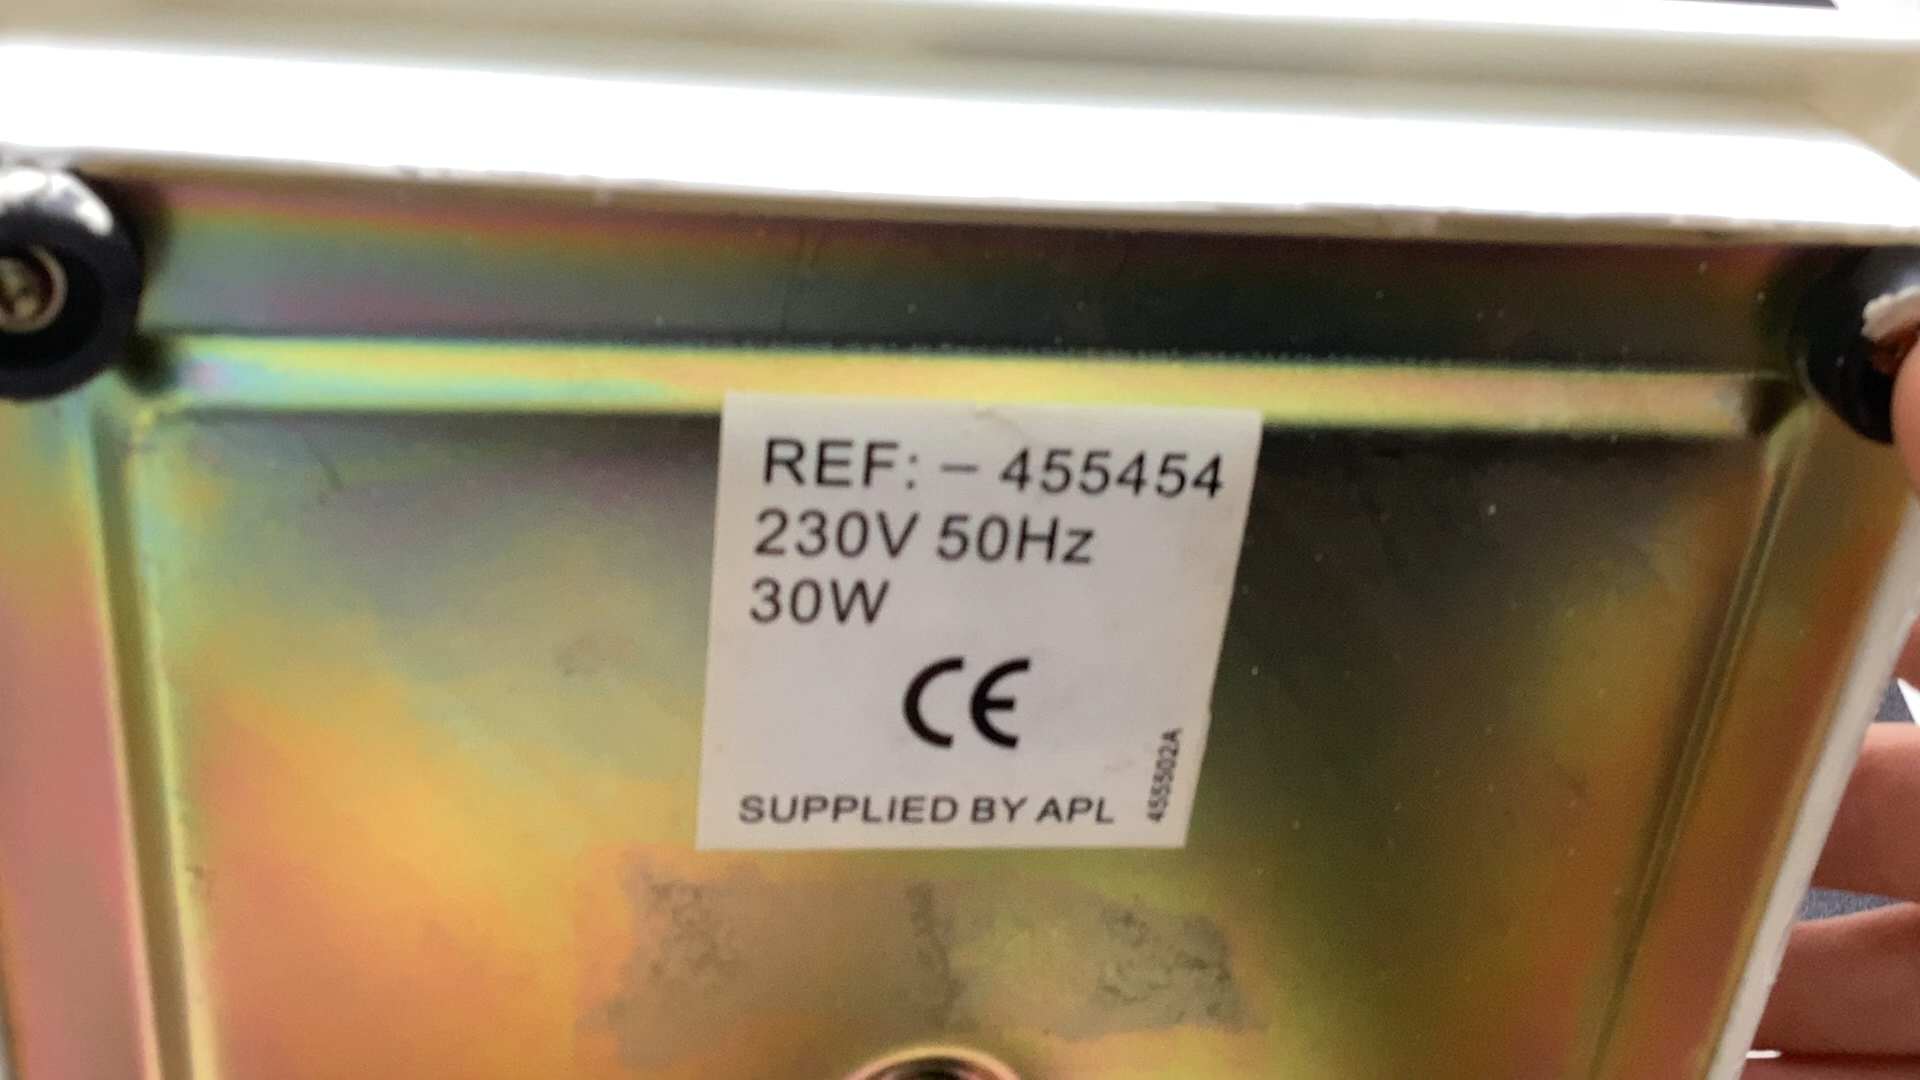 REF: – 455454
230V 50Hz
30W
CE
SUPPLIED BY APL
455502A